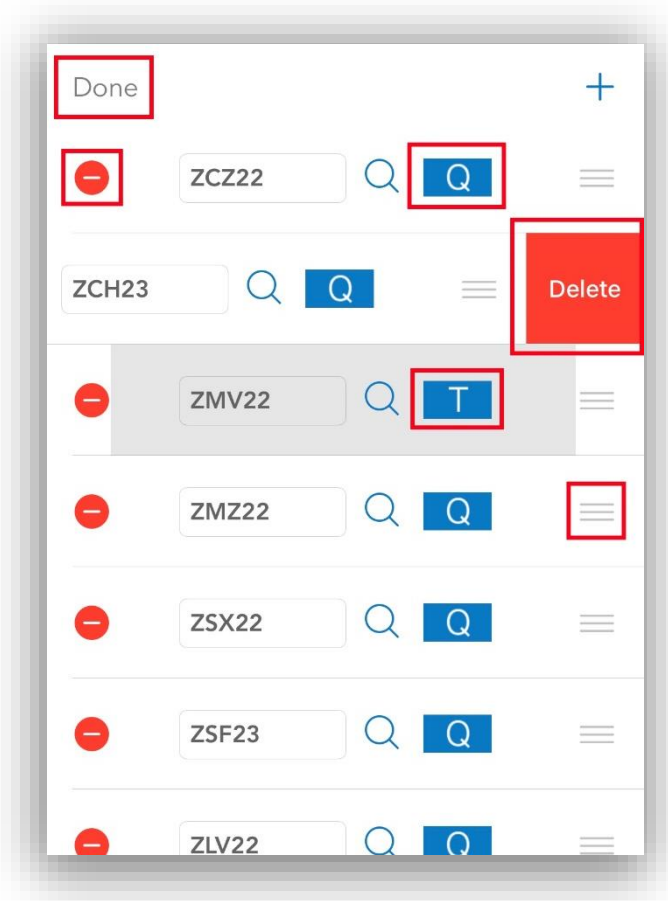 Done +
ZCZ22 Q
ZCH23 Q Delete
ZMV22 T
ZMZ22 Q
ZSX22 Q
ZSF23 Q
ZLV22 Q